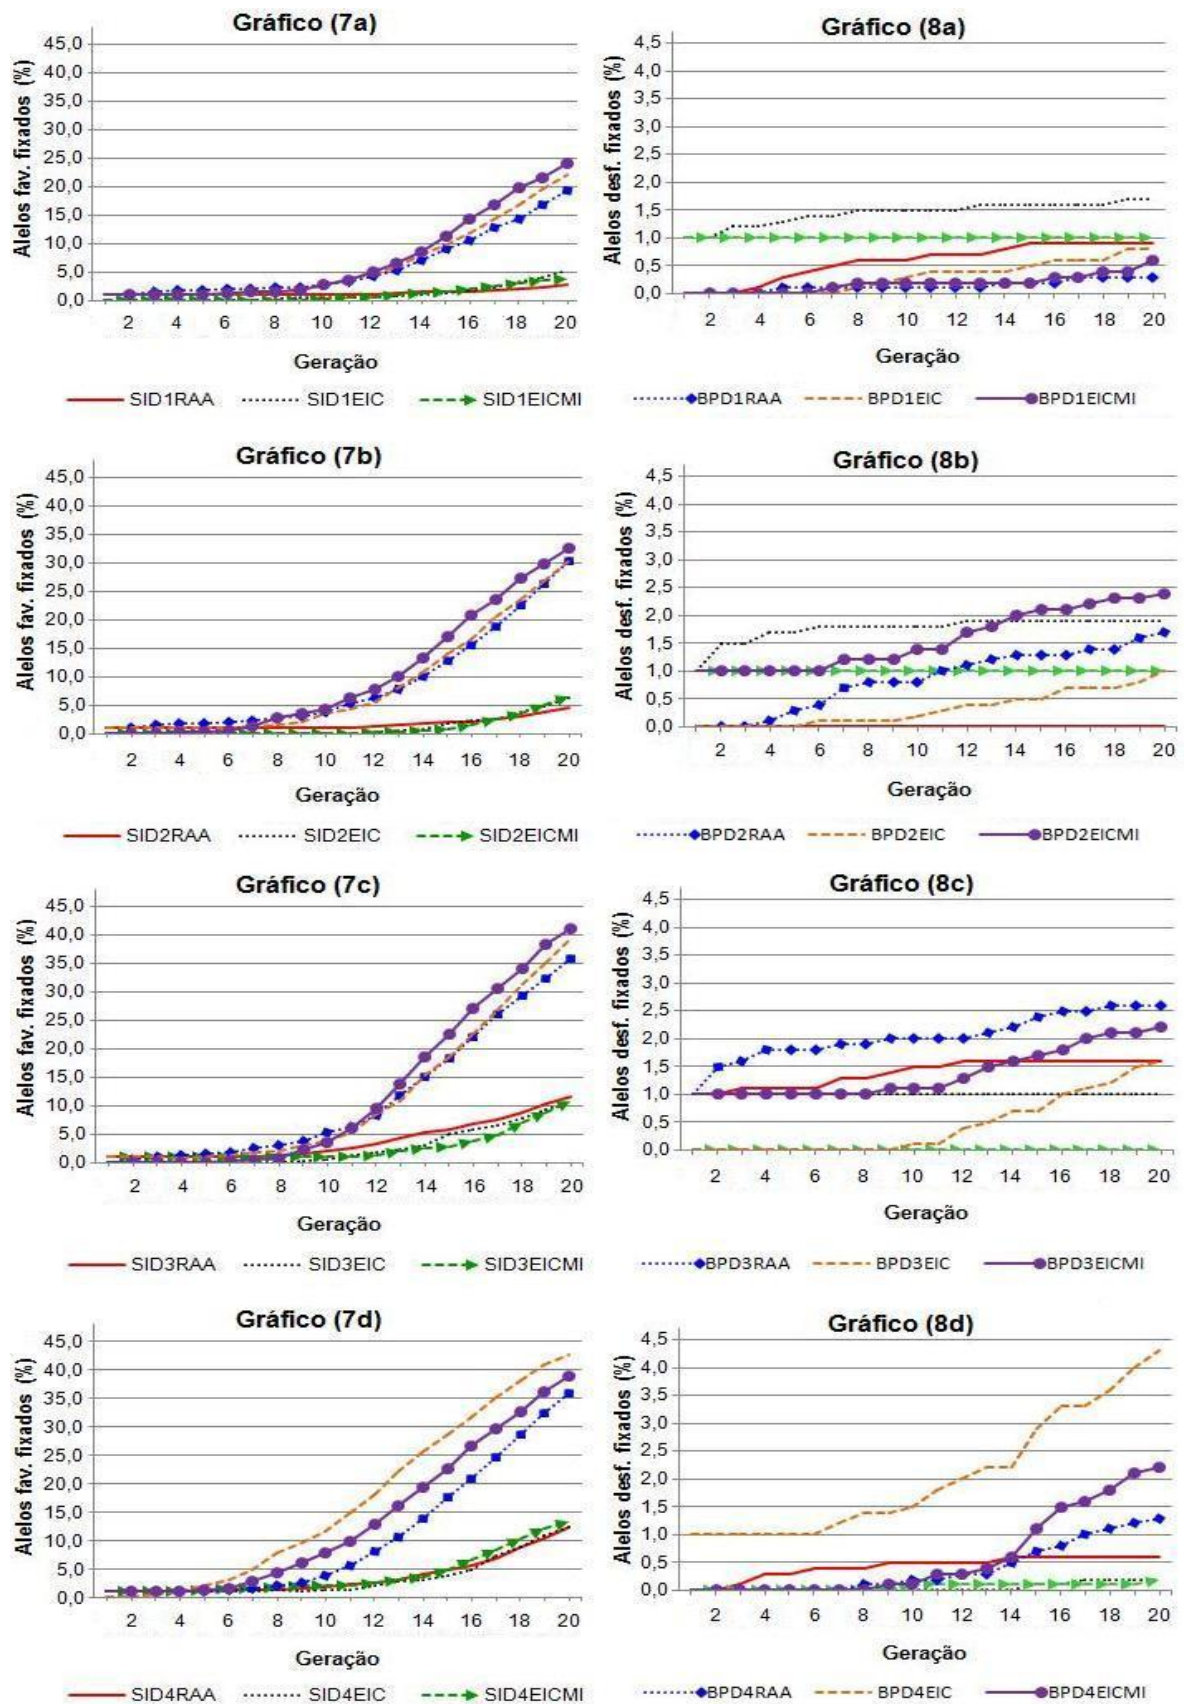 Gráfico (7a)
Alelos fav. fixados (%)
45,0
40,0
35,0
30,0
25,0
20,0
15,0
10,0
5,0
0,0
2 4 6 8 10 12 14 16 18 20
Geração
SID1RAA SID1EIC SID1EICMI
Gráfico (8a)
Alelos desf. fixados (%)
4,5
4,0
3,5
3,0
2,5
2,0
1,5
1,0
0,5
0,0
2 4 6 8 10 12 14 16 18 20
Geração
BPD1RAA BPD1EIC BPD1EICMI
Gráfico (7b)
Alelos fav. fixados (%)
45,0
40,0
35,0
30,0
25,0
20,0
15,0
10,0
5,0
0,0
2 4 6 8 10 12 14 16 18 20
Geração
SID2RAA SID2EIC SID2EICMI
Gráfico (8b)
Alelos desf. fixados (%)
4,5
4,0
3,5
3,0
2,5
2,0
1,5
1,0
0,5
0,0
2 4 6 8 10 12 14 16 18 20
Geração
BPD2RAA BPD2EIC BPD2EICMI
Gráfico (7c)
Alelos fav. fixados (%)
45,0
40,0
35,0
30,0
25,0
20,0
15,0
10,0
5,0
0,0
2 4 6 8 10 12 14 16 18 20
Geração
SID3RAA SID3EIC SID3EICMI
Gráfico (8c)
Alelos desf. fixados (%)
4,5
4,0
3,5
3,0
2,5
2,0
1,5
1,0
0,5
0,0
2 4 6 8 10 12 14 16 18 20
Geração
BPD3RAA BPD3EIC BPD3EICMI
Gráfico (7d)
Alelos fav. fixados (%)
45,0
40,0
35,0
30,0
25,0
20,0
15,0
10,0
5,0
0,0
2 4 6 8 10 12 14 16 18 20
Geração
SID4RAA SID4EIC SID4EICMI
Gráfico (8d)
Alelos desf. fixados (%)
4,5
4,0
3,5
3,0
2,5
2,0
1,5
1,0
0,5
0,0
2 4 6 8 10 12 14 16 18 20
Geração
BPD4RAA BPD4EIC BPD4EICMI